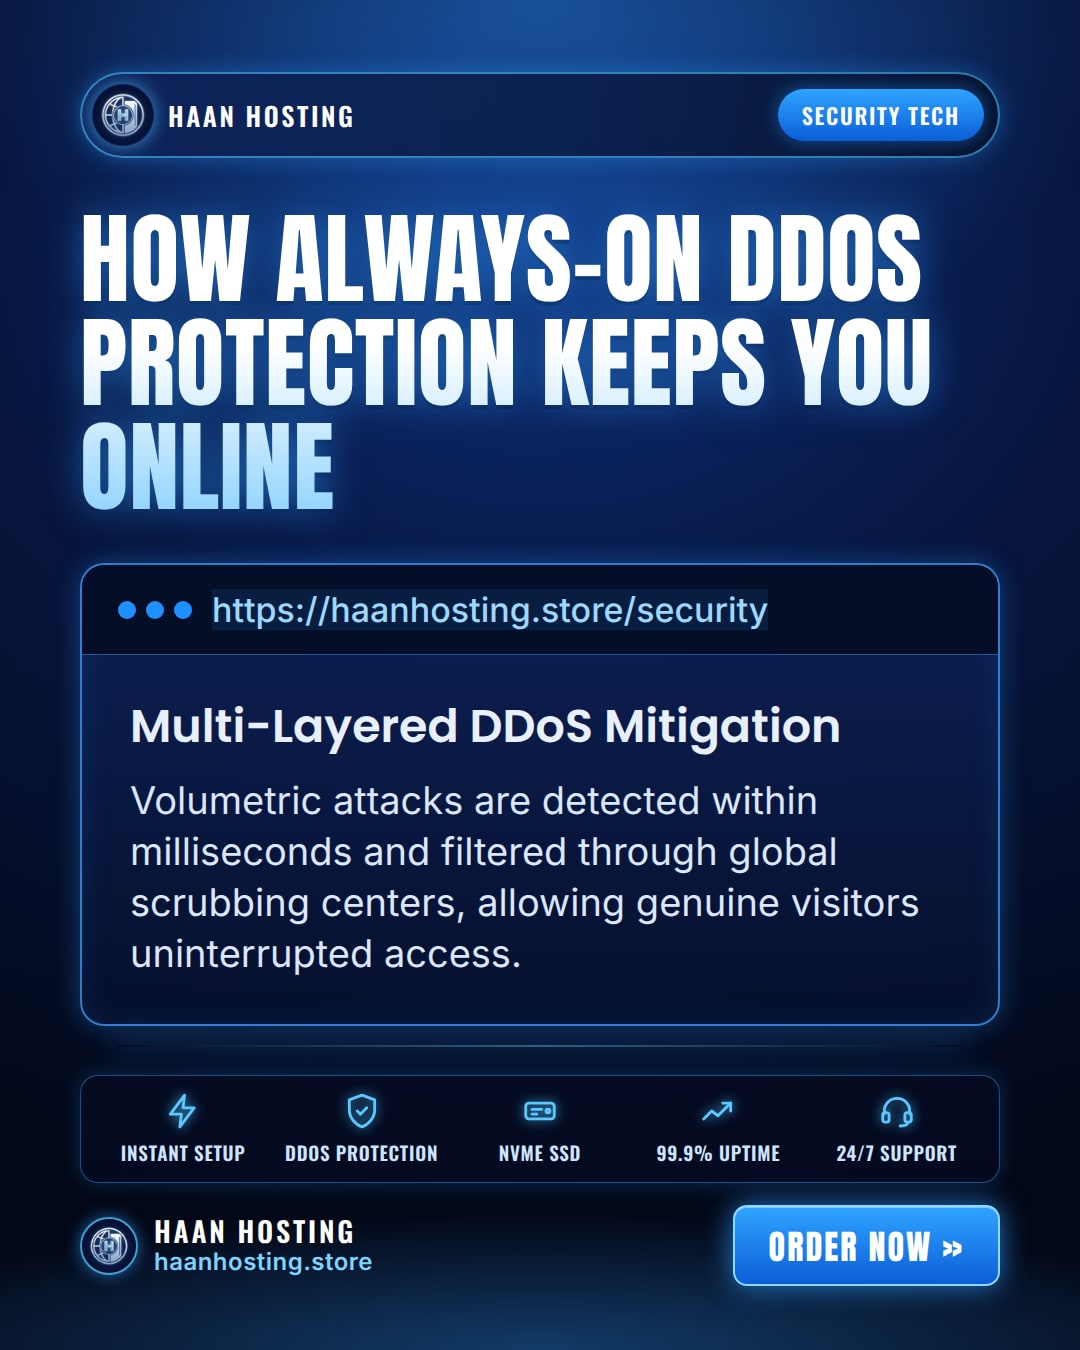 HAAN HOSTING
SECURITY TECH
HOW ALWAYS-ON DDOS
PROTECTION KEEPS YOU
ONLINE
https://haanhosting.store/security
Multi-Layered DDoS Mitigation
Volumetric attacks are detected within
milliseconds and filtered through global
scrubbing centers, allowing genuine visitors
uninterrupted access.
INSTANT SETUP
DDOS PROTECTION
NVME SSD
99.9% UPTIME
24/7 SUPPORT
HAAN HOSTING
haanhosting.store
ORDER NOW »